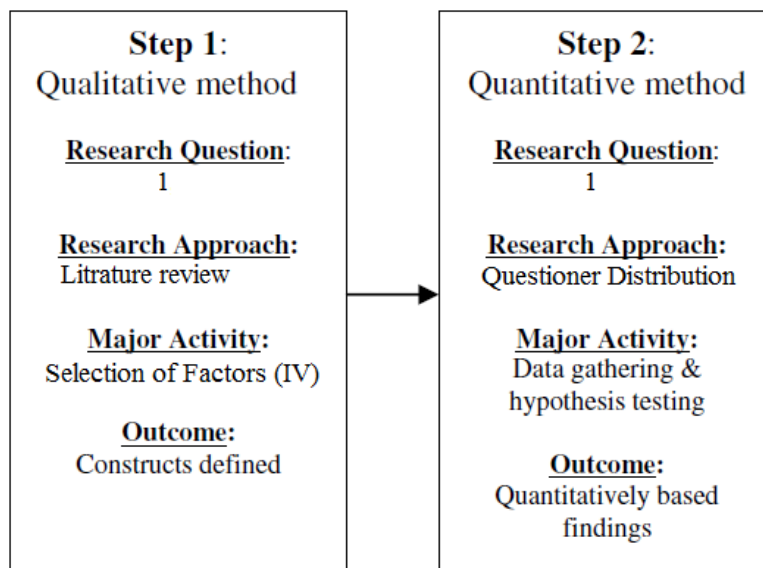 Step 1:
Qualitative method
Research Question:
1
Research Approach:
Litrature review
Major Activity:
Selection of Factors (IV)
Outcome:
Constructs defined
Step 2:
Quantitative method
Research Question:
1
Research Approach:
Questioner Distribution
Major Activity:
Data gathering &
hypothesis testing
Outcome:
Quantitatively based
findings